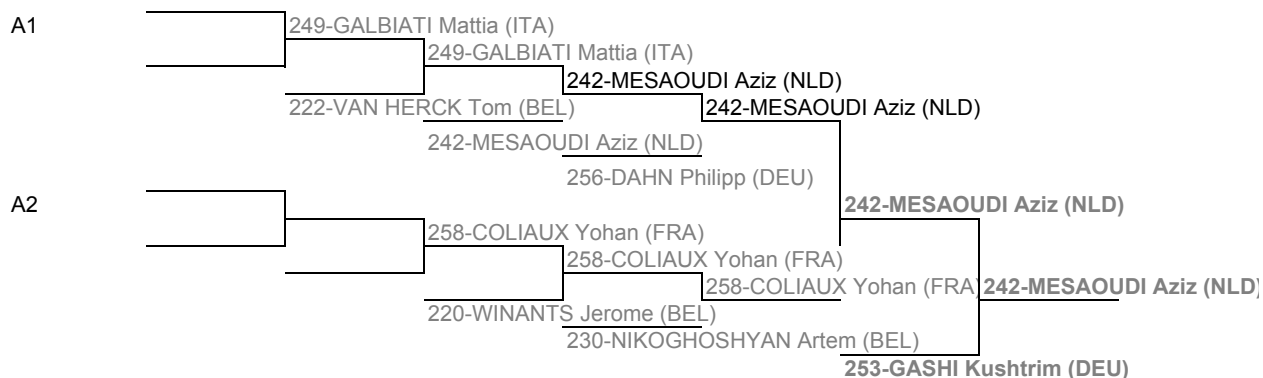 A1
249-GALBIATI Mattia (ITA)
249-GALBIATI Mattia (ITA)
242-MESAOUDI Aziz (NLD)
222-VAN HERCK Tom (BEL)
242-MESAOUDI Aziz (NLD)
242-MESAOUDI Aziz (NLD)
256-DAHN Philipp (DEU)
A2
242-MESAOUDI Aziz (NLD)
258-COLIAUX Yohan (FRA)
258-COLIAUX Yohan (FRA)
258-COLIAUX Yohan (FRA)
242-MESAOUDI Aziz (NLD)
220-WINANTS Jerome (BEL)
230-NIKOGHOSHYAN Artem (BEL)
253-GASHI Kushtrim (DEU)